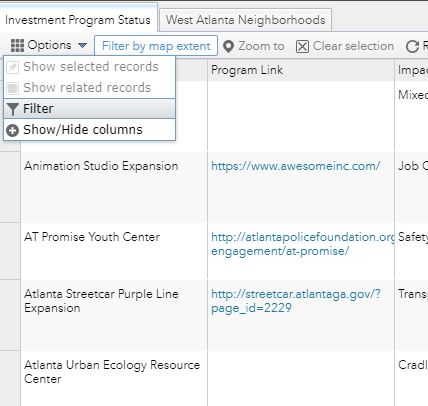 Investment Program Status
West Atlanta Neighborhoods
Options
Filter by map extent
Zoom to
Clear selection
R
Show selected records
Show related records
Filter
Show/Hide columns
Program Link
Impac
Mixed
Animation Studio Expansion
https://www.awesomeinc.com/
Job C
AT Promise Youth Center
http://atlantapolicefoundation.org
engagement/at-promise/
Safety
Atlanta Streetcar Purple Line
Expansion
http://streetcar.atlantaga.gov/?
page_id=2229
Transp
Atlanta Urban Ecology Resource
Center
Cradl